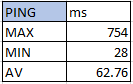 PING ms
MAX 754
MIN 28
AV 62.76